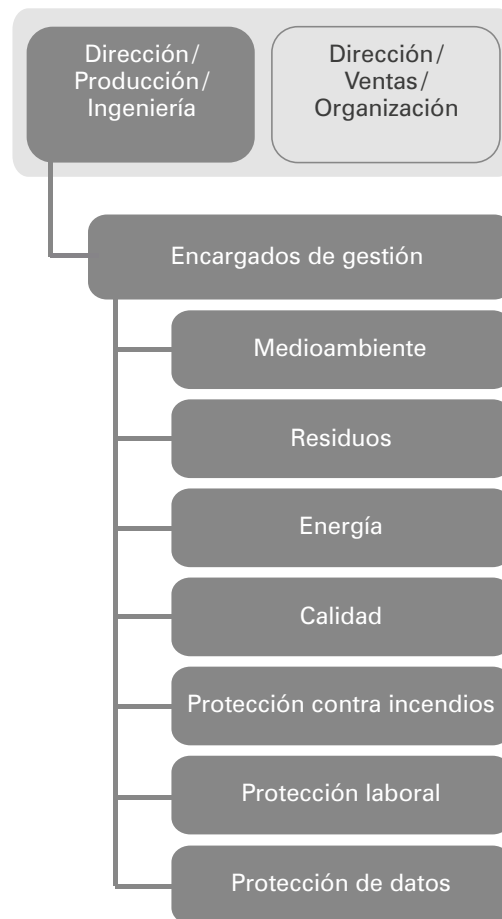 Dirección/
Producción/
Ingeniería
Dirección/
Ventas/
Organización
Encargados de gestión
Medioambiente
Residuos
Energía
Calidad
Protección contra incendios
Protección laboral
Protección de datos